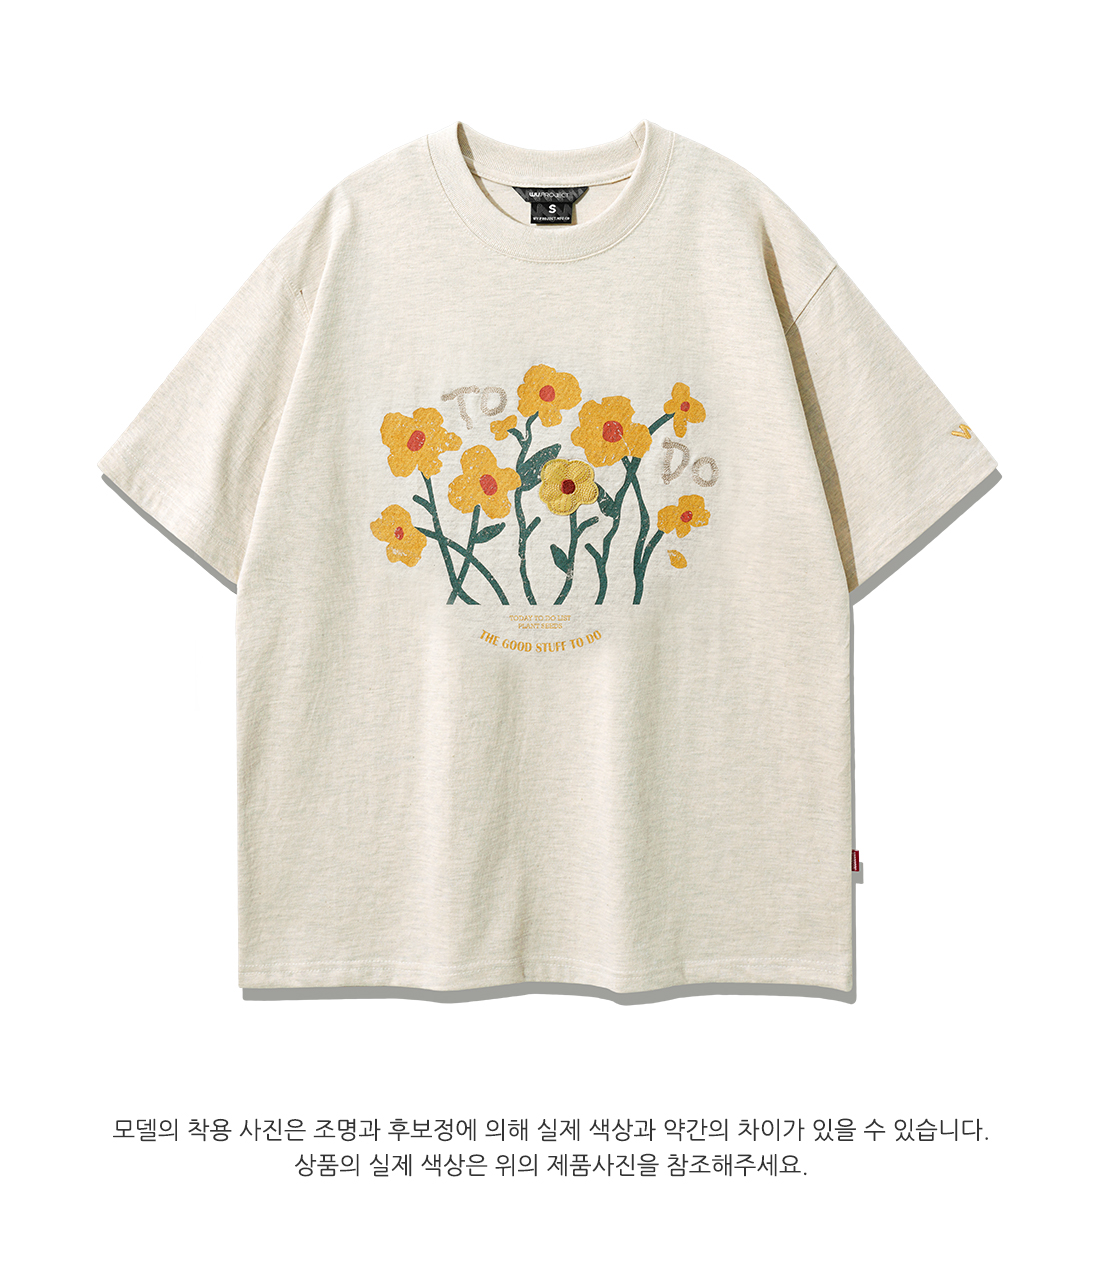 WVPROJECT
S
TO
DO
TODAY TO DO LIST
PLANT SEEDS
THE GOOD STUFF TO DO
모델의 착용 사진은 조명과 후보정에 의해 실제 색상과 약간의 차이가 있을 수 있습니다.
상품의 실제 색상은 위의 제품사진을 참조해주세요.